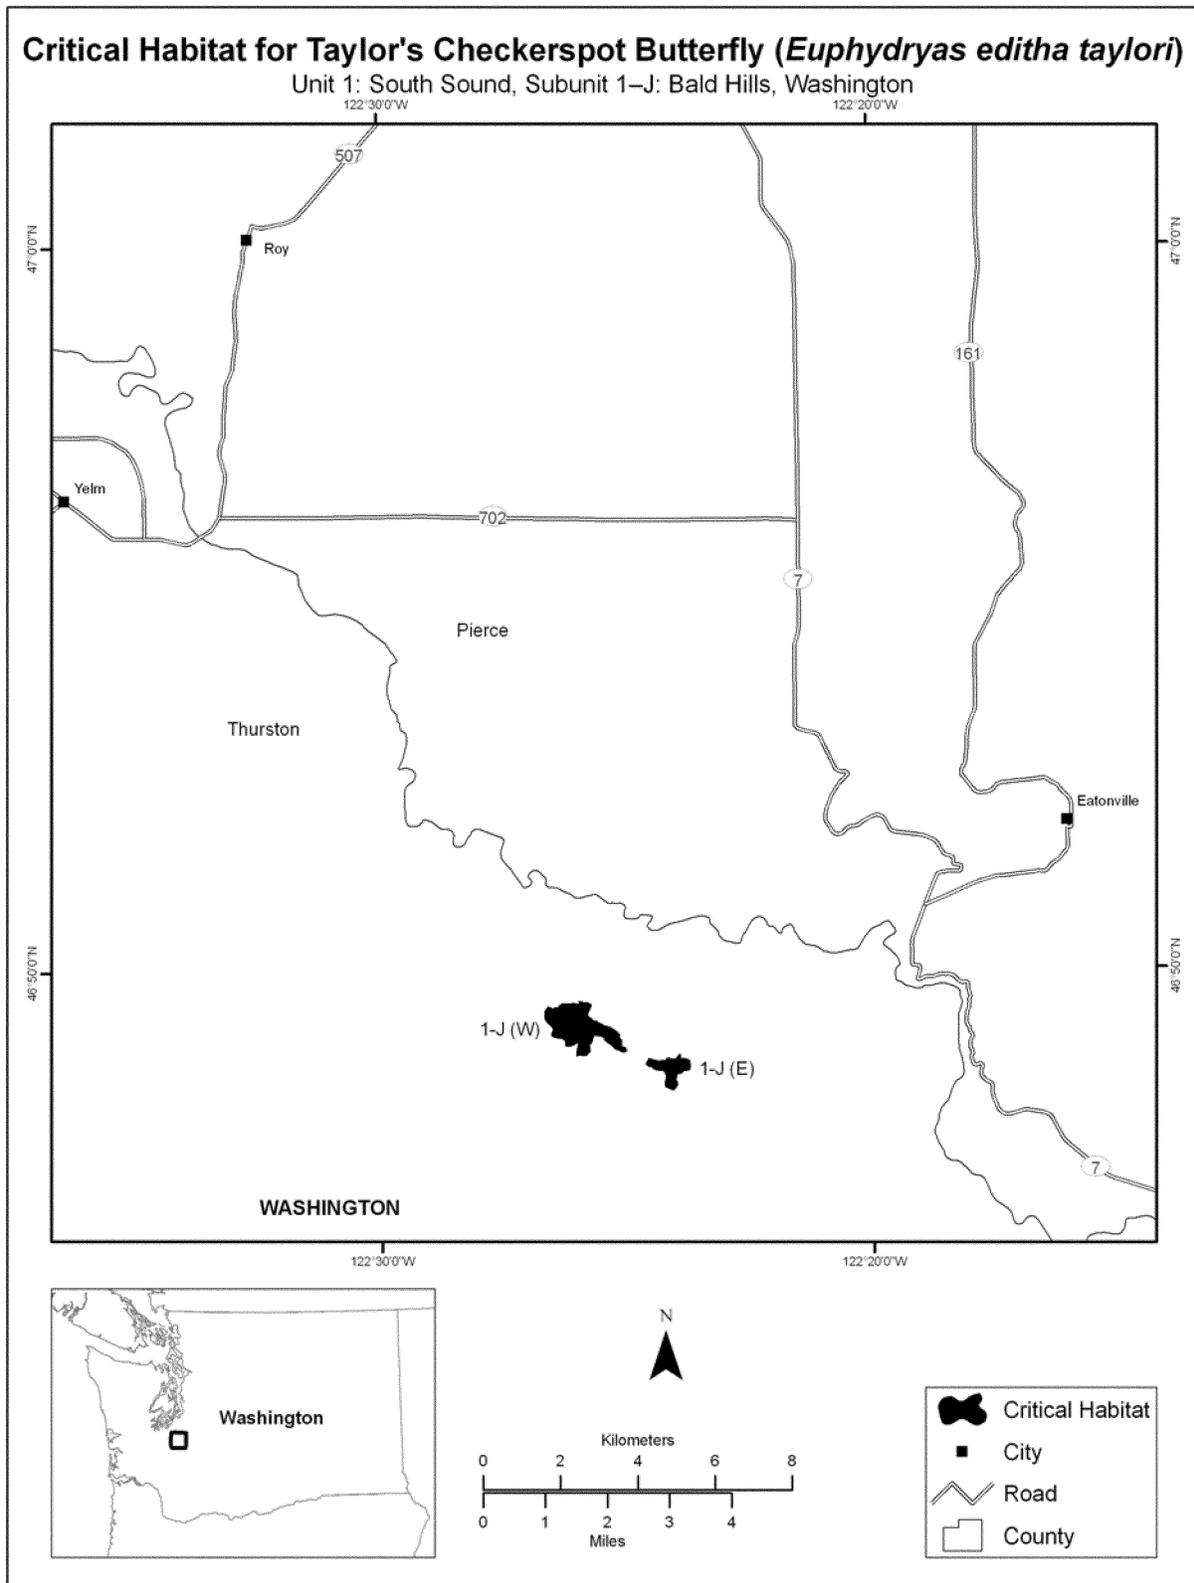 Critical Habitat for Taylor's Checkerspot Butterfly (Euphydryas editha taylori)
Unit 1: South Sound, Subunit 1–J: Bald Hills, Washington
122°30'0"W
122°20'0"W
507
47°0'0"N
Roy
47°0'0"N
161
Yelm
702
7
Pierce
Thurston
Eatonville
46°50'0"N
46°50'0"N
1-J (W)
1-J (E)
7
WASHINGTON
122°30'0"W
122°20'0"W
Washington
N
Kilometers
0 2 4 6 8
0 1 2 3 4
Miles
Critical Habitat
City
Road
County